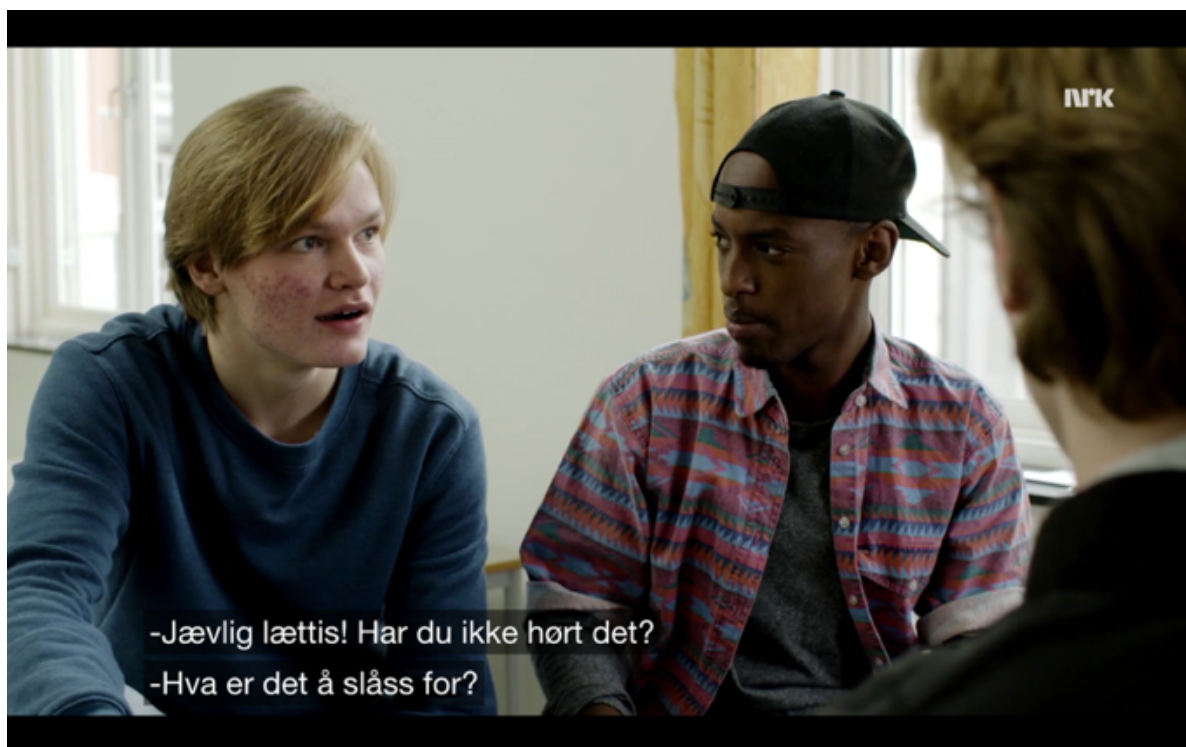 nrk
-Jævlig lættis! Har du ikke hørt det?
-Hva er det å slåss for?